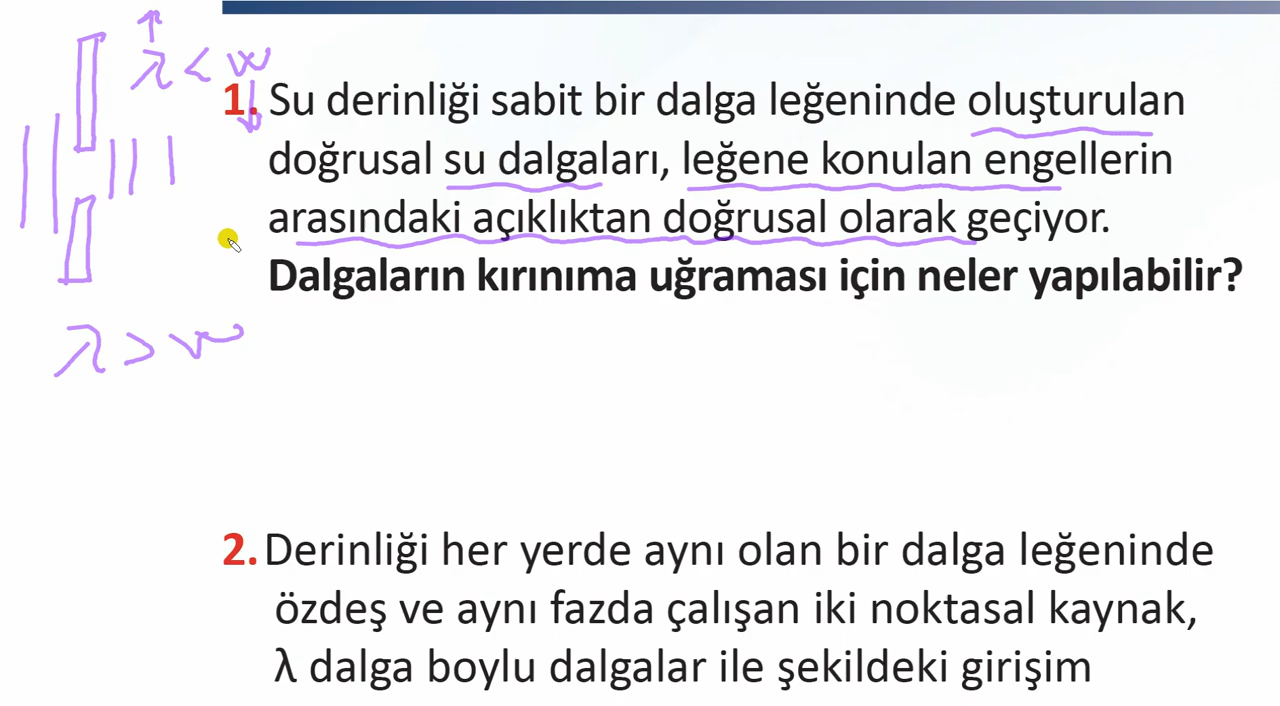 λ < w
1. Su derinliği sabit bir dalga leğeninde oluşturulan
doğrusal su dalgaları, leğene konulan engellerin
arasındaki açıklıktan doğrusal olarak geçiyor.
Dalgaların kırınıma uğraması için neler yapılabilir?
λ > w
2. Derinliği her yerde aynı olan bir dalga leğeninde
özdeş ve aynı fazda çalışan iki noktasal kaynak,
λ dalga boylu dalgalar ile şekildeki girişim